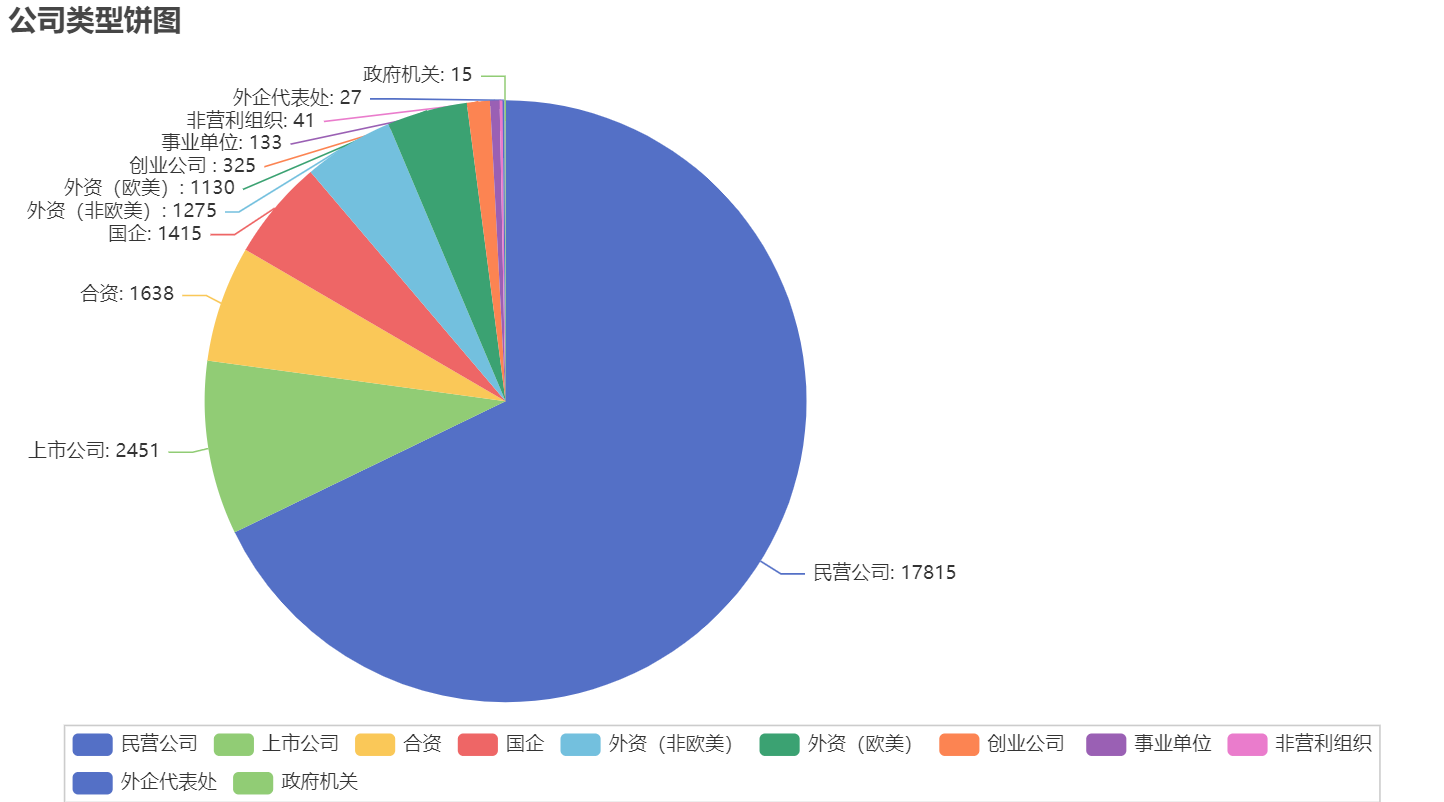 公司类型饼图
政府机关: 15
外企代表处: 27
非营利组织: 41
事业单位: 133
创业公司 : 325
外资（欧美）: 1130
外资（非欧美）: 1275
国企: 1415
合资: 1638
上市公司: 2451
民营公司: 17815
民营公司 上市公司 合资 国企 外资（非欧美） 外资（欧美） 创业公司 事业单位 非营利组织
外企代表处 政府机关